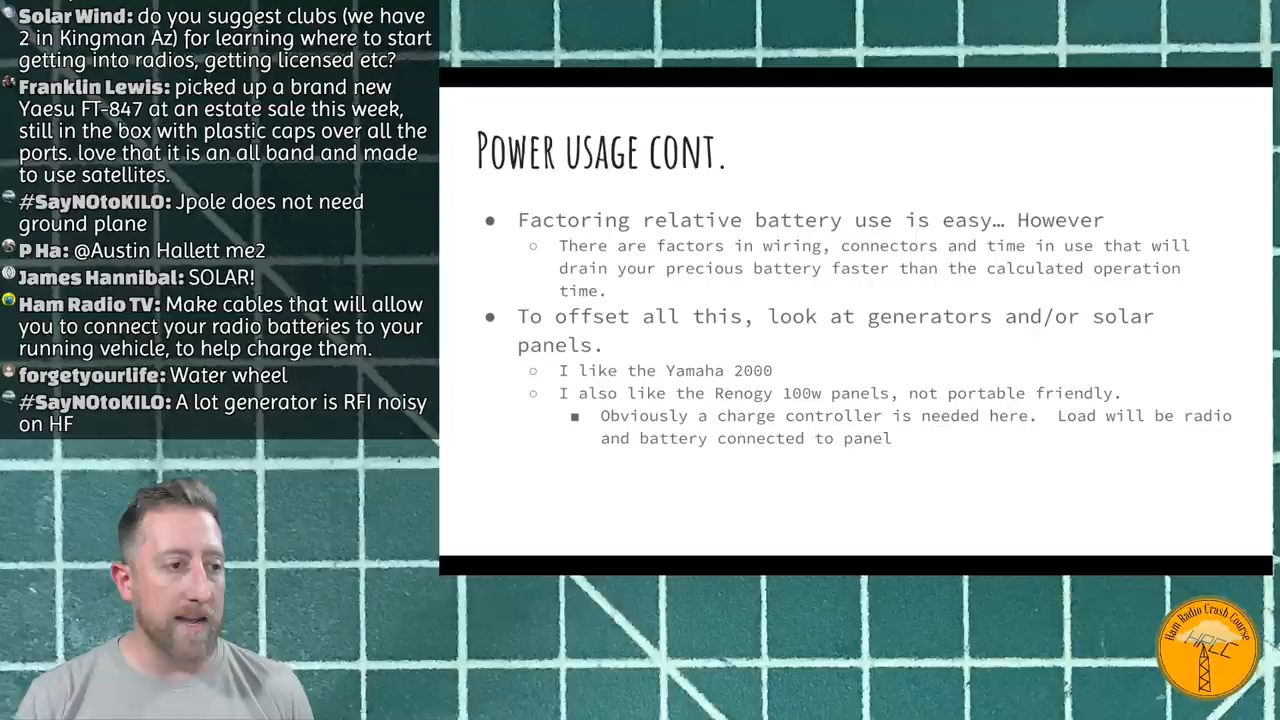 Solar Wind: do you suggest clubs (we have
2 in Kingman Az) for learning where to start
getting into radios, getting licensed etc?
Franklin Lewis: picked up a brand new
Yaesu FT-847 at an estate sale this week,
still in the box with plastic caps over all the
ports. love that it is an all band and made
to use satellites.
#SayNOtoKILO: Jpole does not need
ground plane
P Ha: @Austin Hallett me2
James Hannibal: SOLAR!
Ham Radio TV: Make cables that will allow
you to connect your radio batteries to your
running vehicle, to help charge them.
forgetyourlife: Water wheel
#SayNOtoKILO: A lot generator is RFI noisy
on HF
Power usage cont.
● Factoring relative battery use is easy… However
○ There are factors in wiring, connectors and time in use that will
drain your precious battery faster than the calculated operation
time.
● To offset all this, look at generators and/or solar
panels.
○ I like the Yamaha 2000
○ I also like the Renogy 100w panels, not portable friendly.
■ Obviously a charge controller is needed here. Load will be radio
and battery connected to panel
Ham Radio Crash Course
HRCC